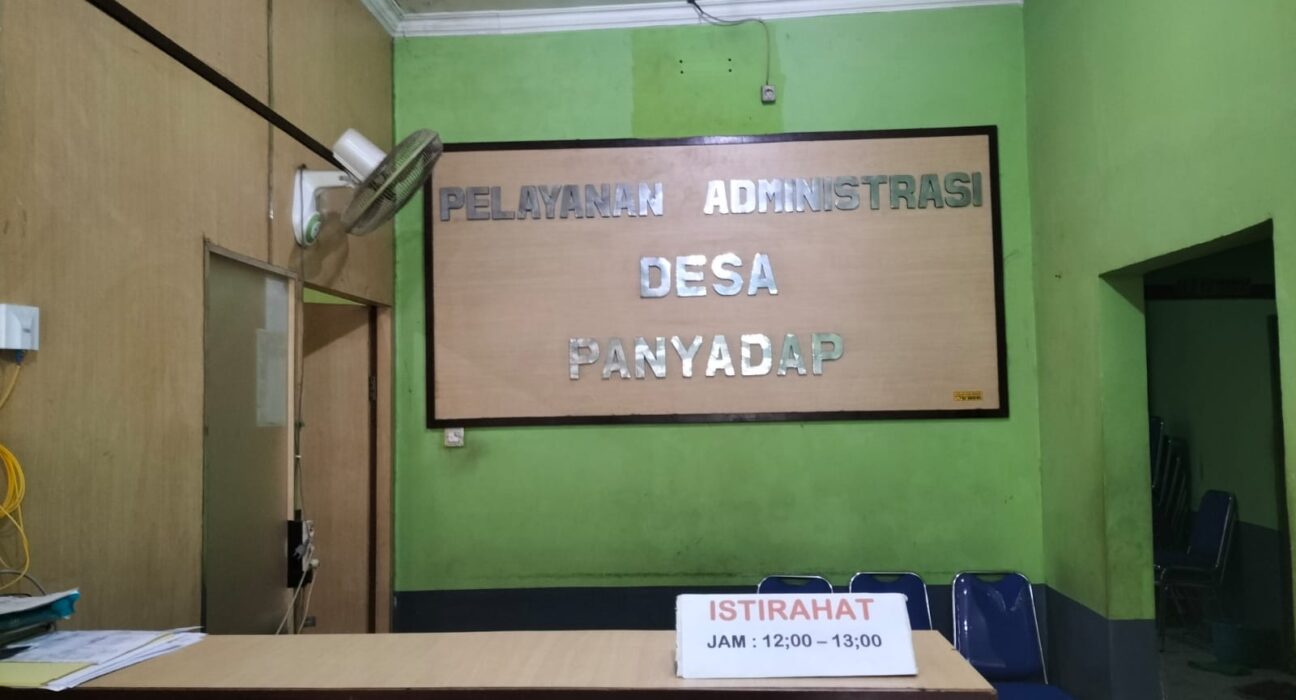 PELAYANAN ADMINISTRASI
DESA
PANYADAP
ISTIRAHAT
JAM : 12;00 – 13;00